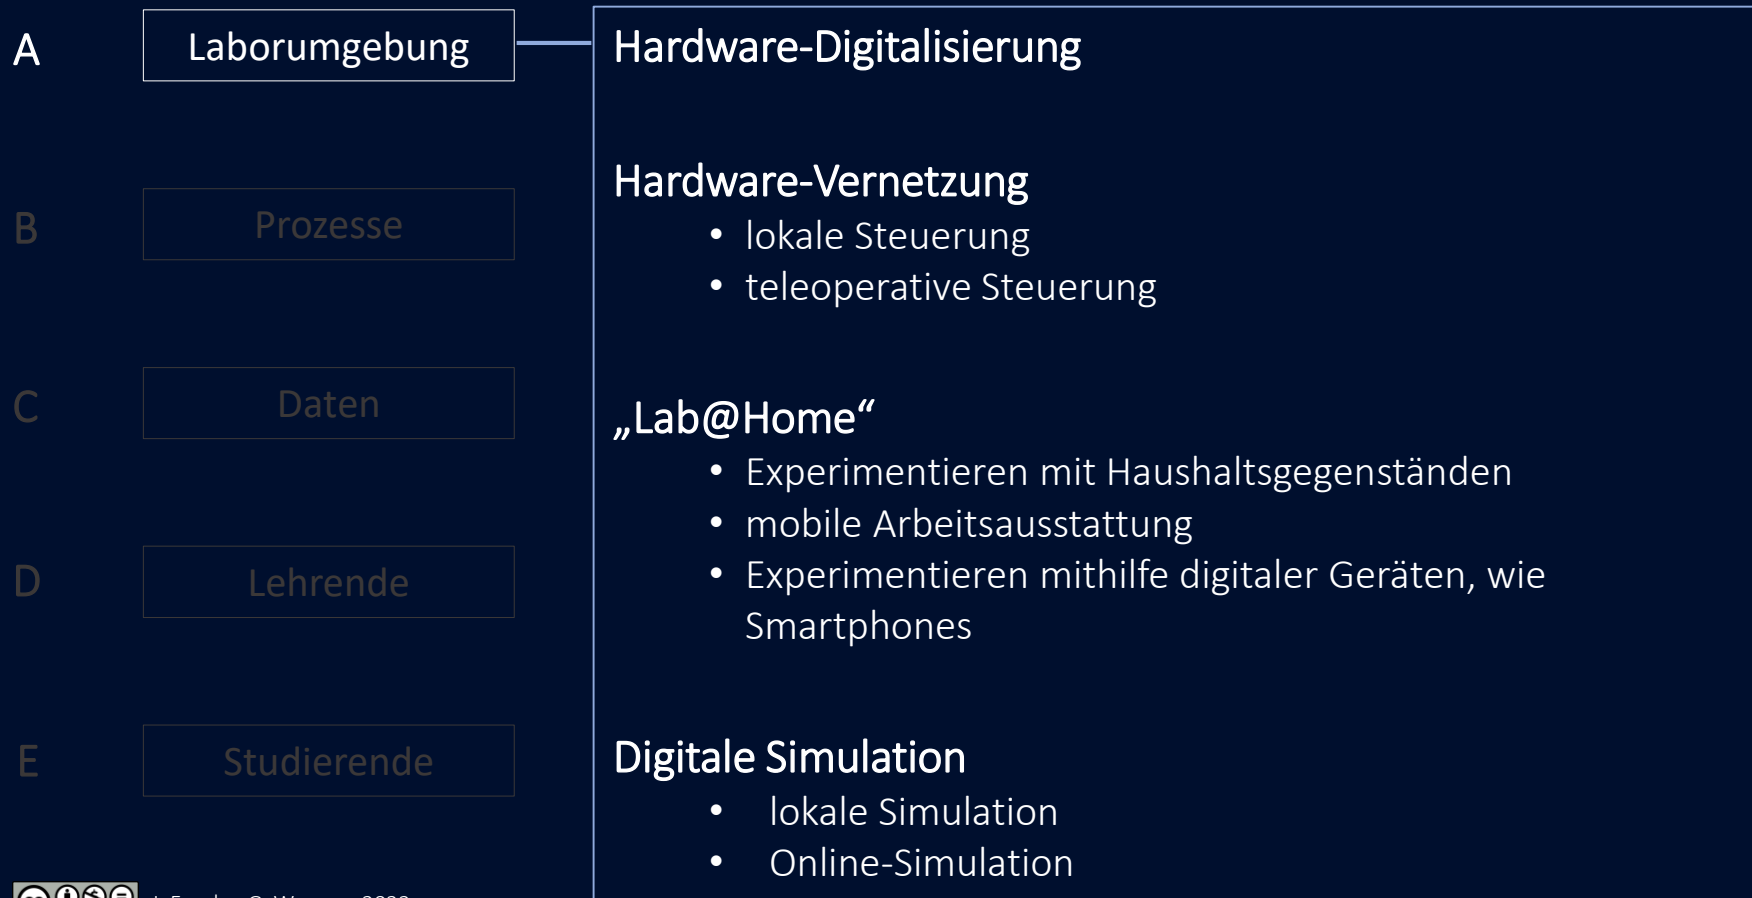 A
Laborumgebung
Hardware-Digitalisierung
B
Prozesse
Hardware-Vernetzung
• lokale Steuerung
• teleoperative Steuerung
C
Daten
„Lab@Home“
• Experimentieren mit Haushaltsgegenständen
• mobile Arbeitsausstattung
• Experimentieren mithilfe digitaler Geräten, wie
Smartphones
D
Lehrende
E
Studierende
Digitale Simulation
• lokale Simulation
• Online-Simulation